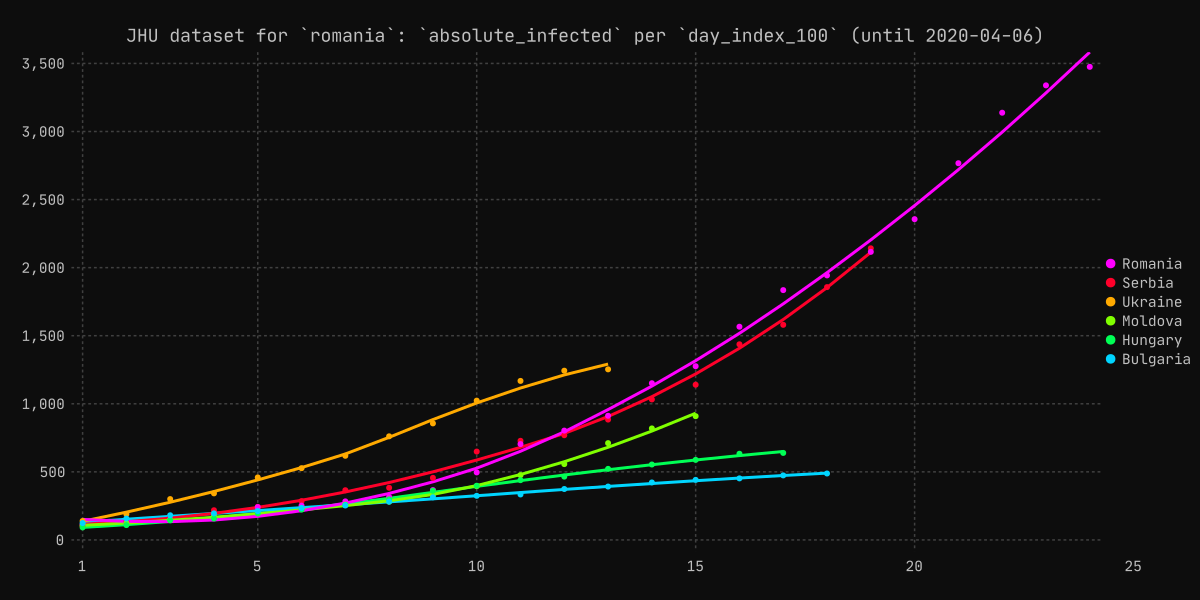 JHU dataset for `romania`: `absolute_infected` per `day_index_100` (until 2020-04-06)
3,500
3,000
2,500
2,000
1,500
1,000
500
0
1 5 10 15 20 25
Romania
Serbia
Ukraine
Moldova
Hungary
Bulgaria